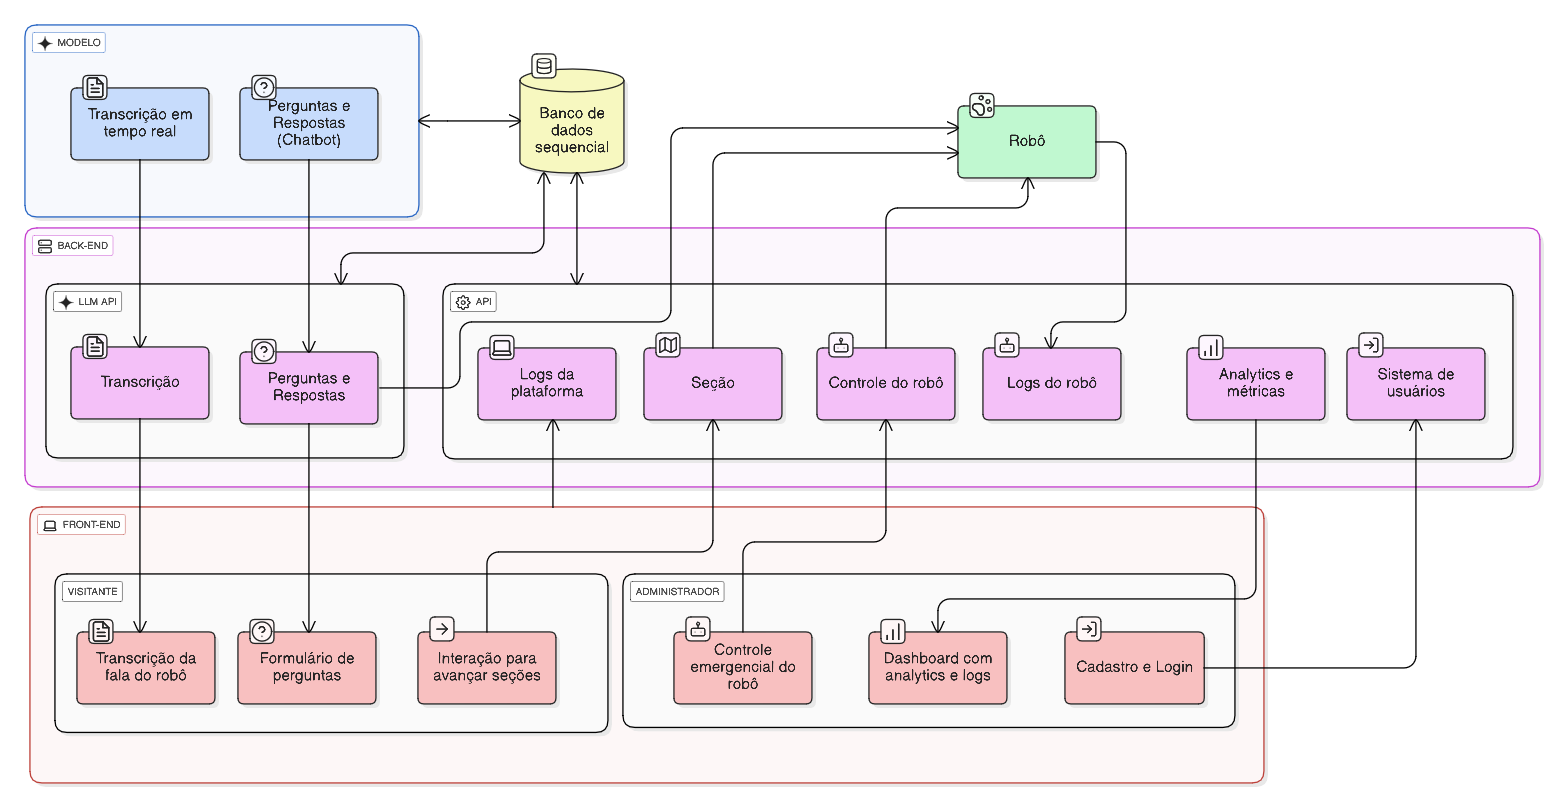 MODELO
Transcrição em
tempo real
Perguntas e
Respostas
(Chatbot)
Banco de
dados
sequencial
Robô
BACK-END
LLM API
Transcrição
Perguntas e
Respostas
API
Logs da
plataforma
Seção
Controle do robô
Logs do robô
Analytics e
métricas
Sistema de
usuários
FRONT-END
VISITANTE
Transcrição da
fala do robô
Formulário de
perguntas
Interação para
avançar seções
ADMINISTRADOR
Controle
emergencial do
robô
Dashboard com
analytics e logs
Cadastro e Login